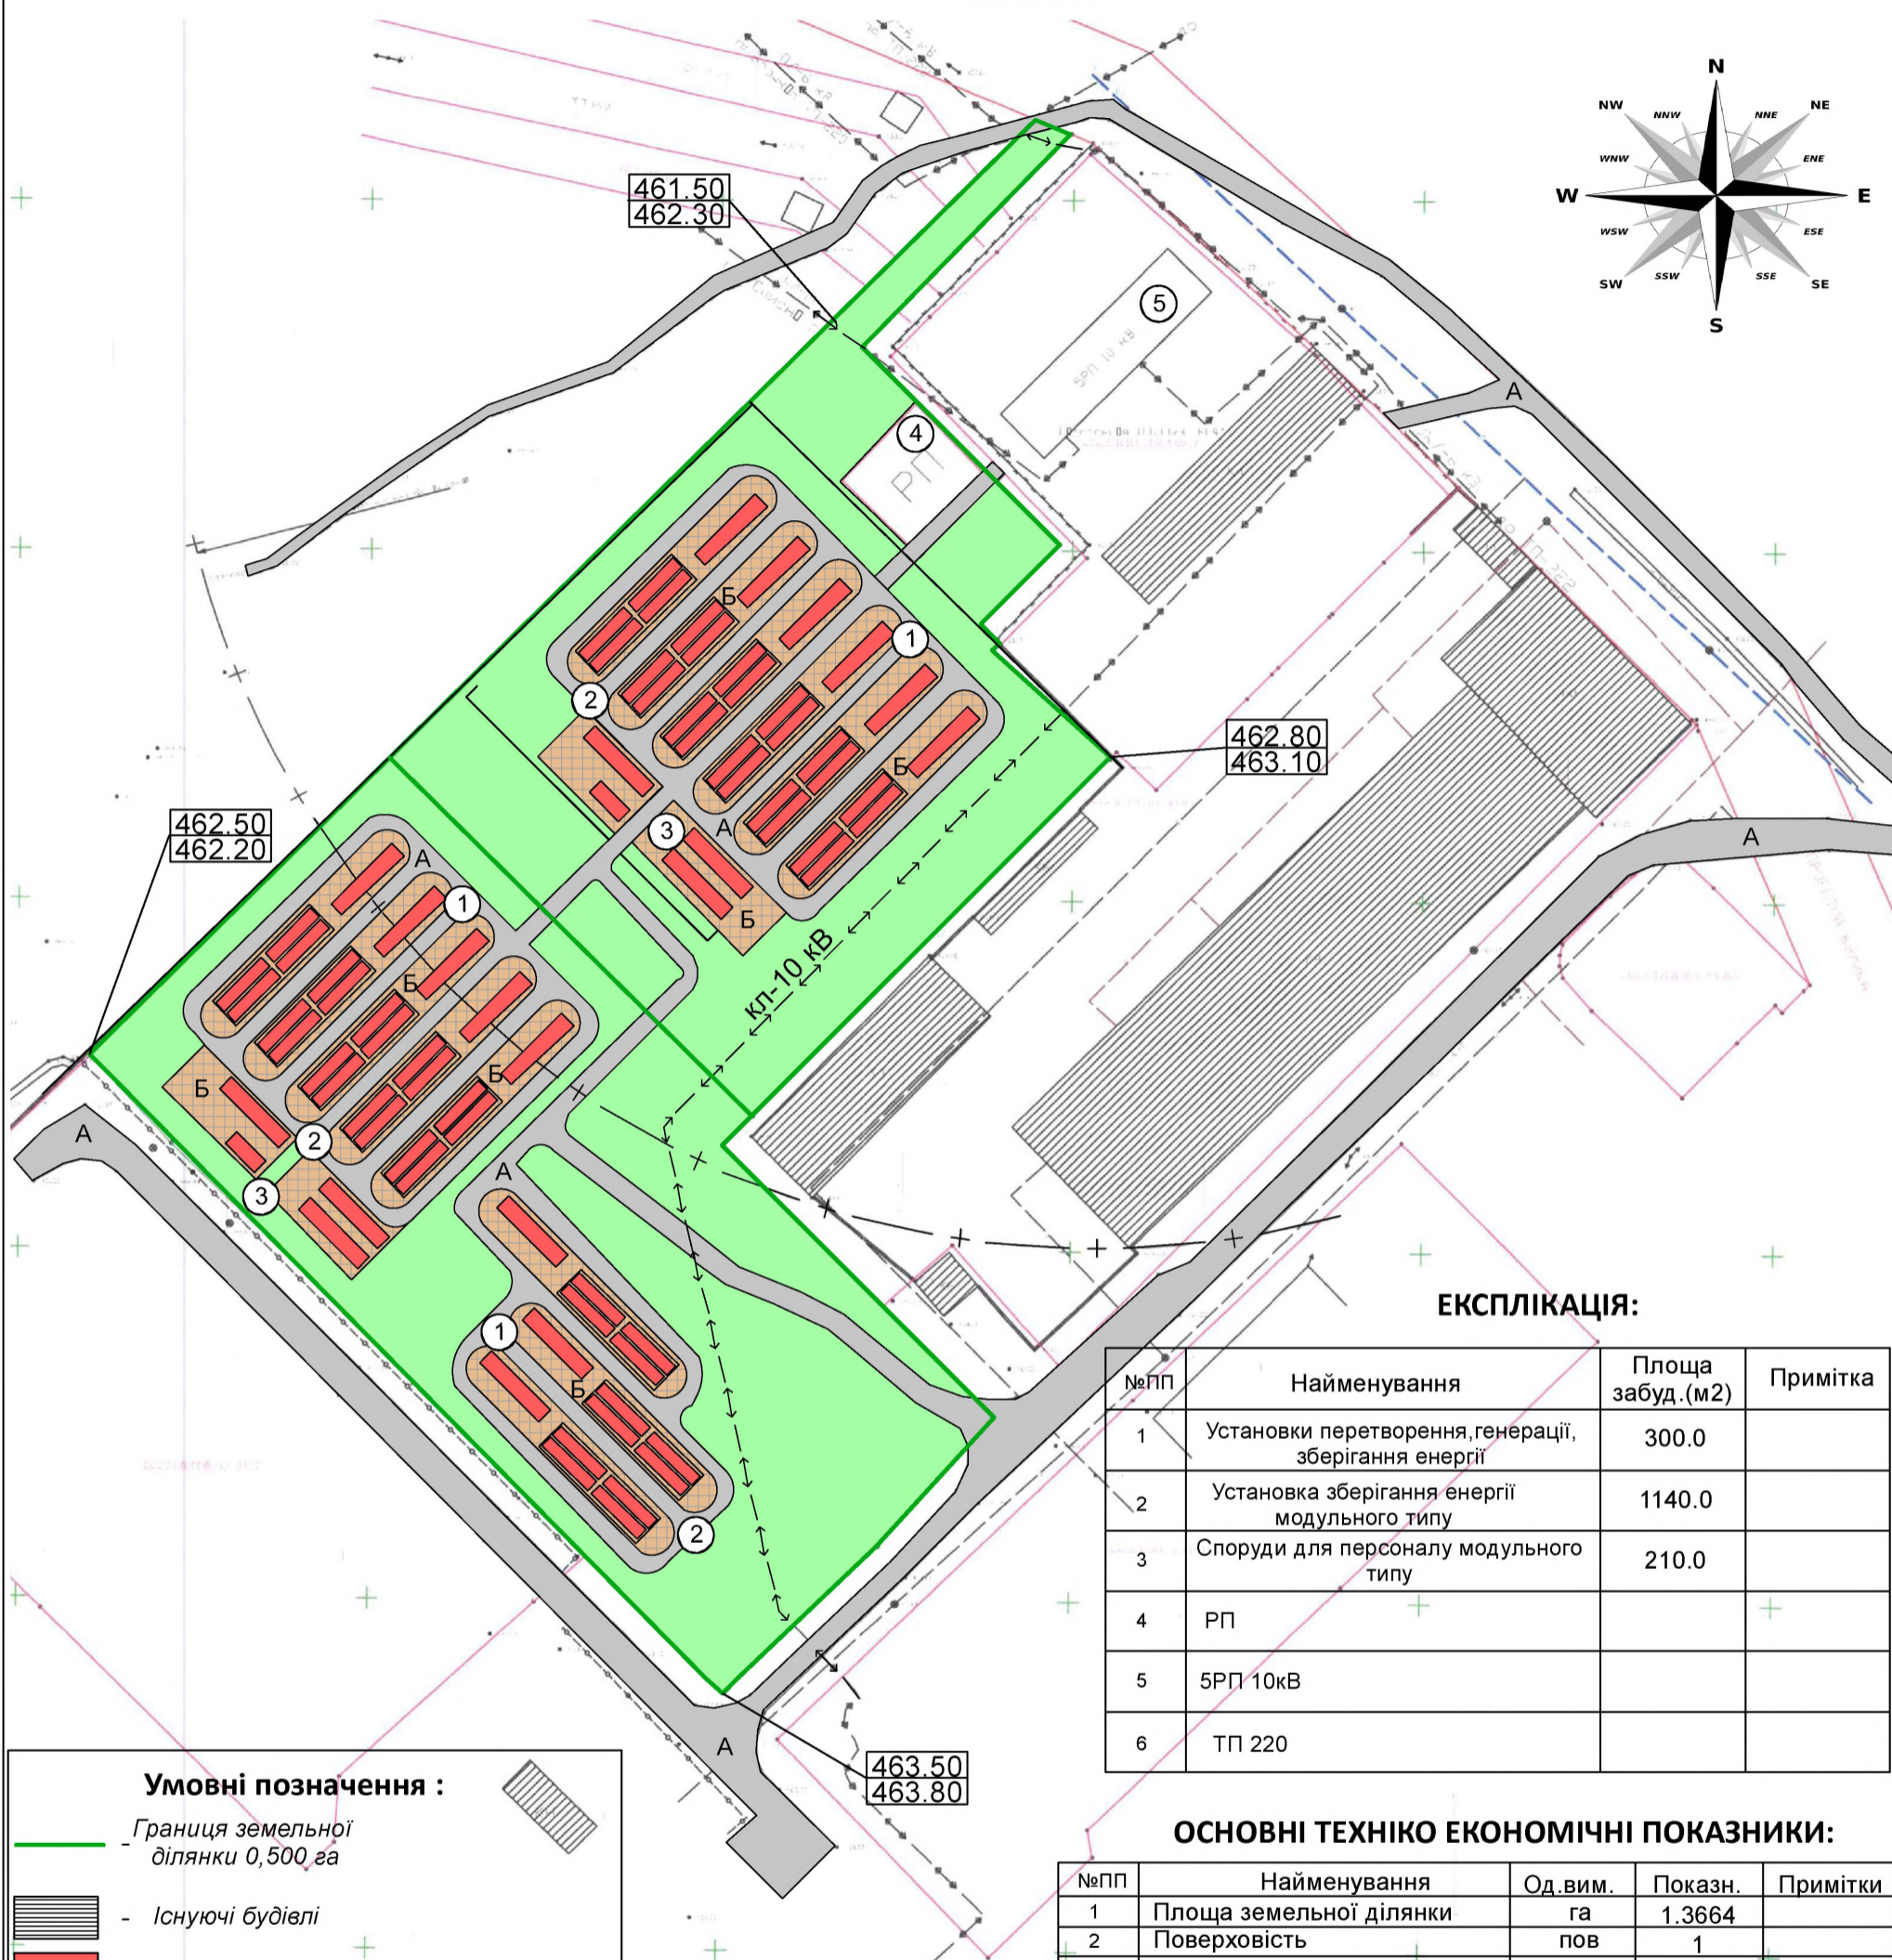 N
NW
NNW
NNE
NE
WNW
ENE
W
E
WSW
ESE
SW
SSW
SSE
SE
S
461.50
462.30
5
5РП 10 кВ
А
4
РП
Б
1
2
462.80
463.10
Б
3
А
А
462.50
462.20
А
1
Б
кл-10 кВ
Б
Б
А
2
А
3
1
Б
2
ЕКСПЛІКАЦІЯ:
№ПП
Найменування
Площа
забуд.(м2)
Примітка
1
Установки перетворення,генерації,
зберігання енергії
300.0
2
Установка зберігання енергії
модульного типу
1140.0
3
Споруди для персоналу модульного
типу
210.0
4
РП
5
5РП 10кВ
6
ТП 220
А
463.50
463.80
Умовні позначення :
- Границя земельної
ділянки 0,500 га
- Існуючі будівлі
ОСНОВНІ ТЕХНІКО ЕКОНОМІЧНІ ПОКАЗНИКИ:
№ПП
Найменування
Од.вим.
Показн.
Примітки
1
Площа земельної ділянки
га
1.3664
2
Поверховість
пов
1